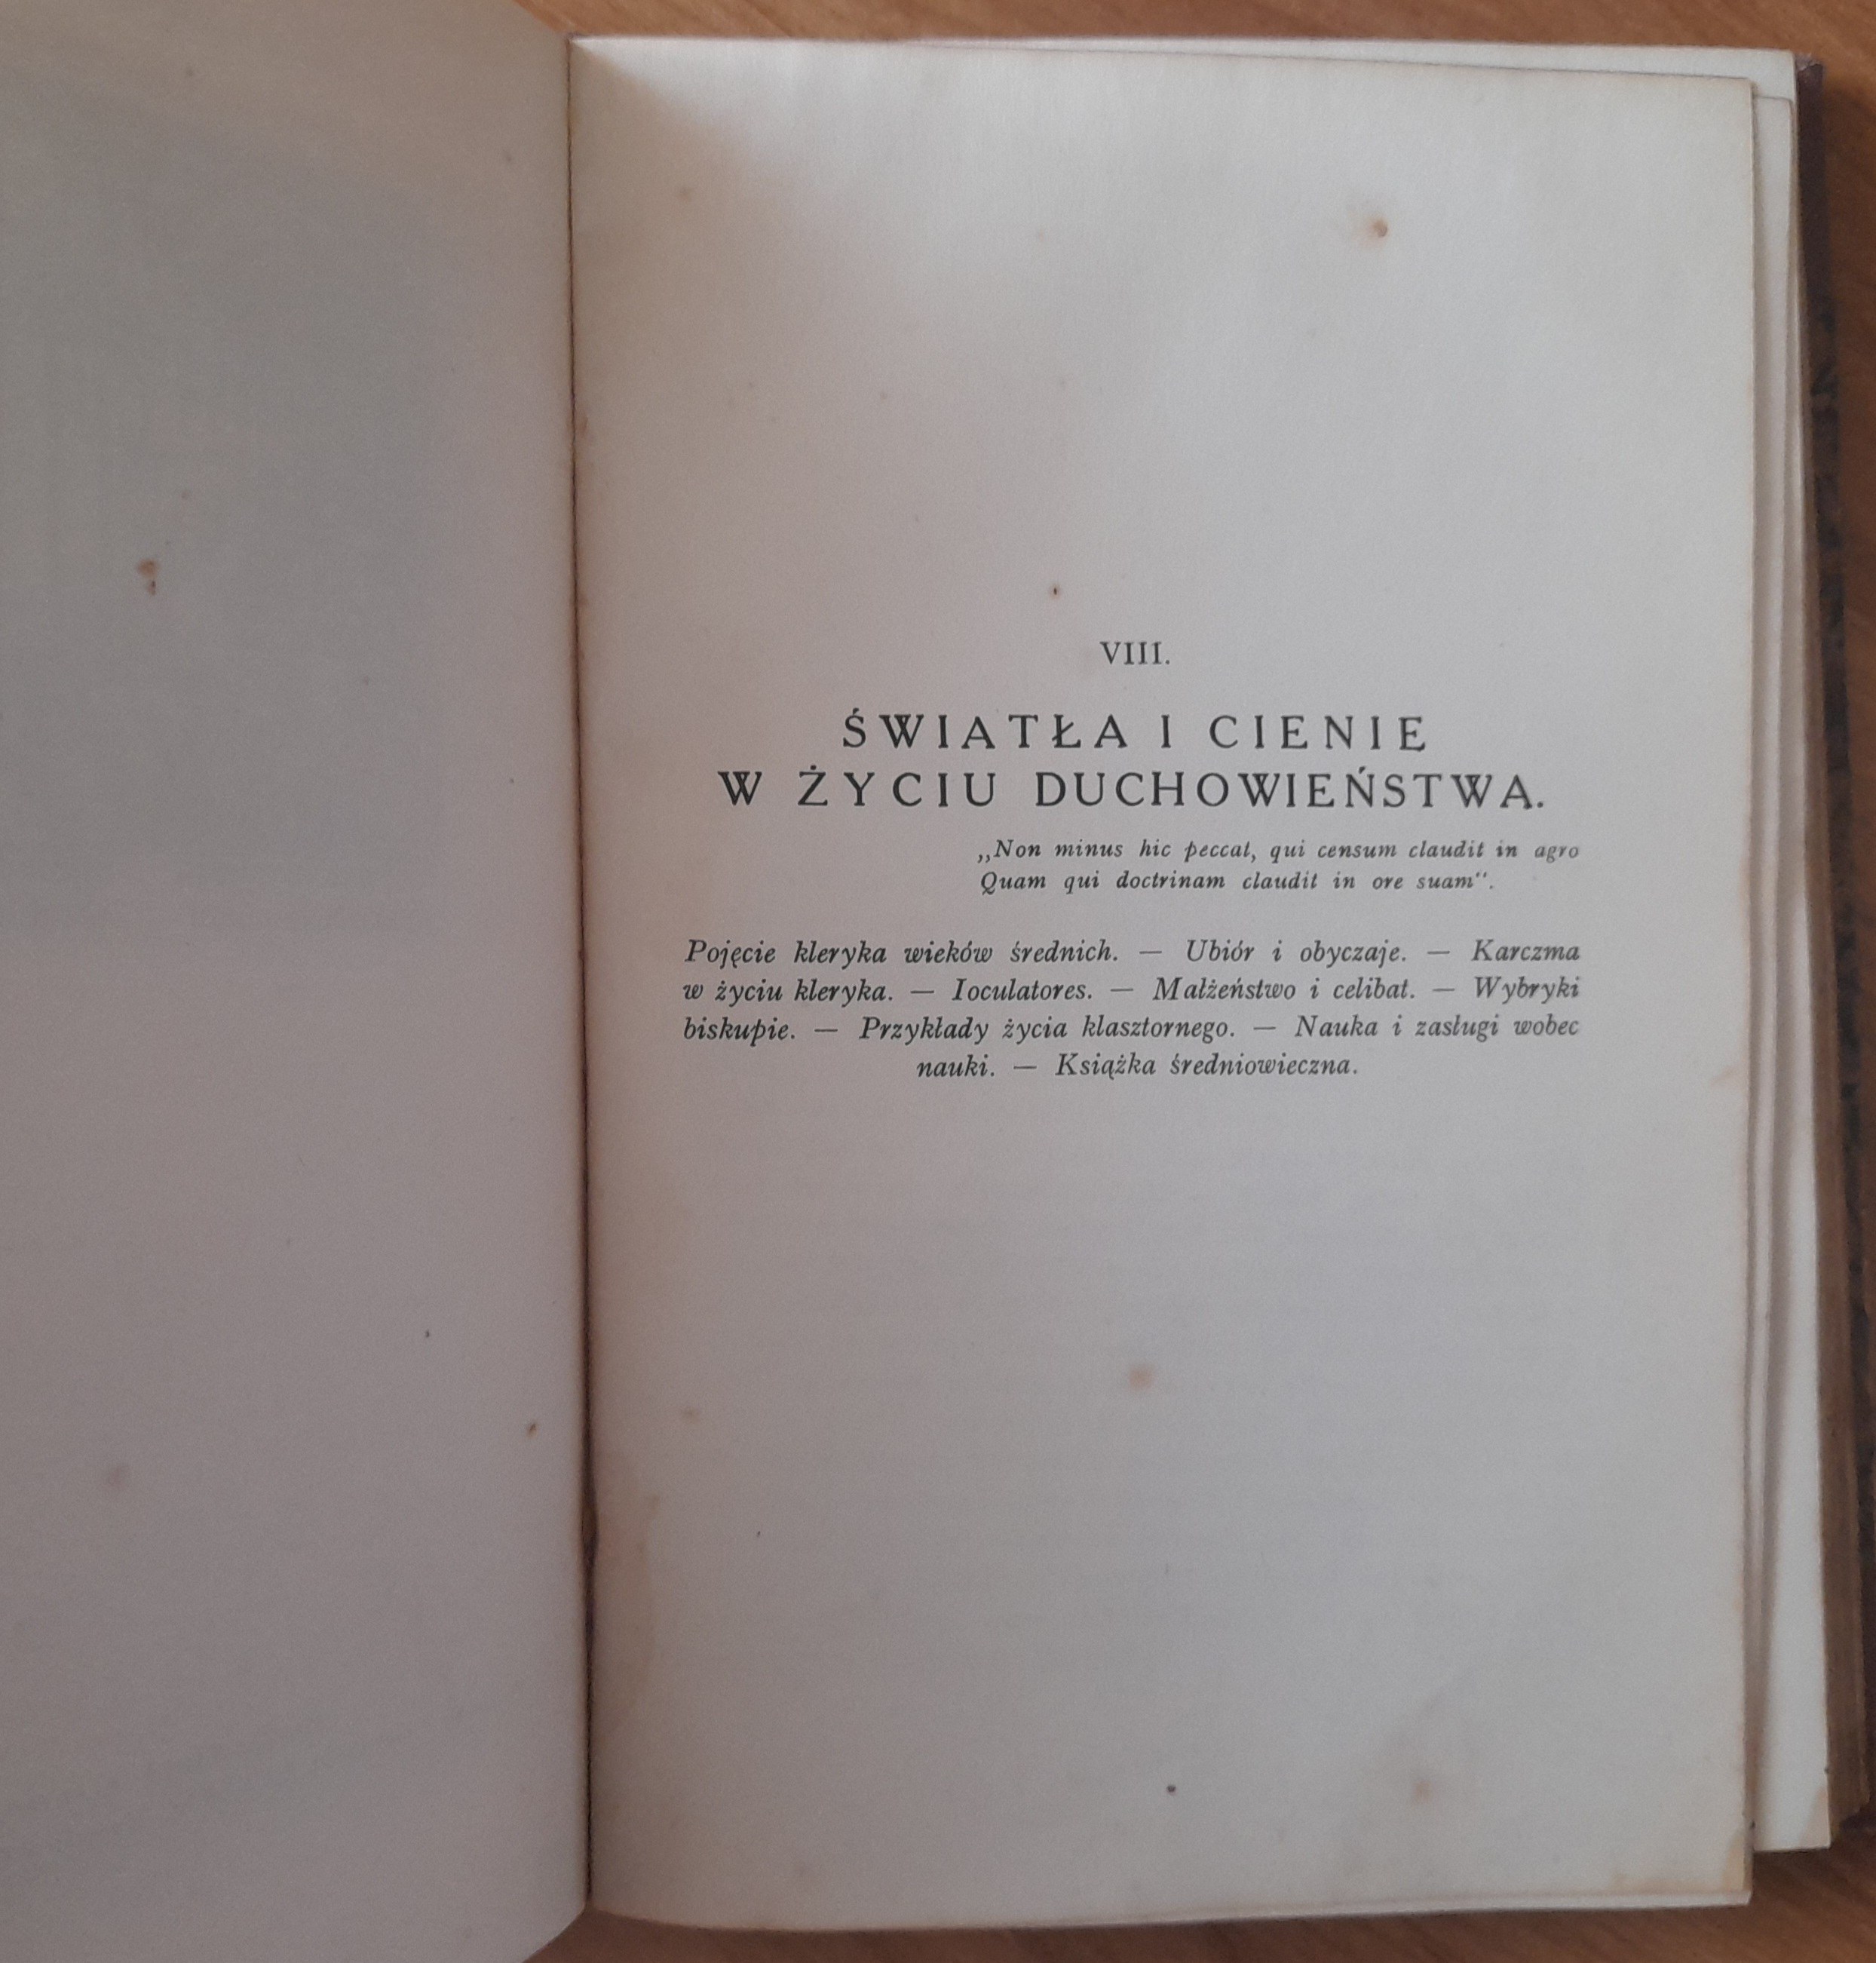 VIII.
ŚWIATŁA I CIENIE
W ŻYCIU DUCHOWIEŃSTWA.
„Non minus hic peccat, qui censum claudit in agro
Quam qui doctrinam claudit in ore suam“.
Pojęcie kleryka wieków średnich. — Ubiór i obyczaje. — Karczma
w życiu kleryka. — Ioculatores. — Małżeństwo i celibat. — Wybryki
biskupie. — Przykłady życia klasztornego. — Nauka i zasługi wobec
nauki. — Książka średniowieczna.